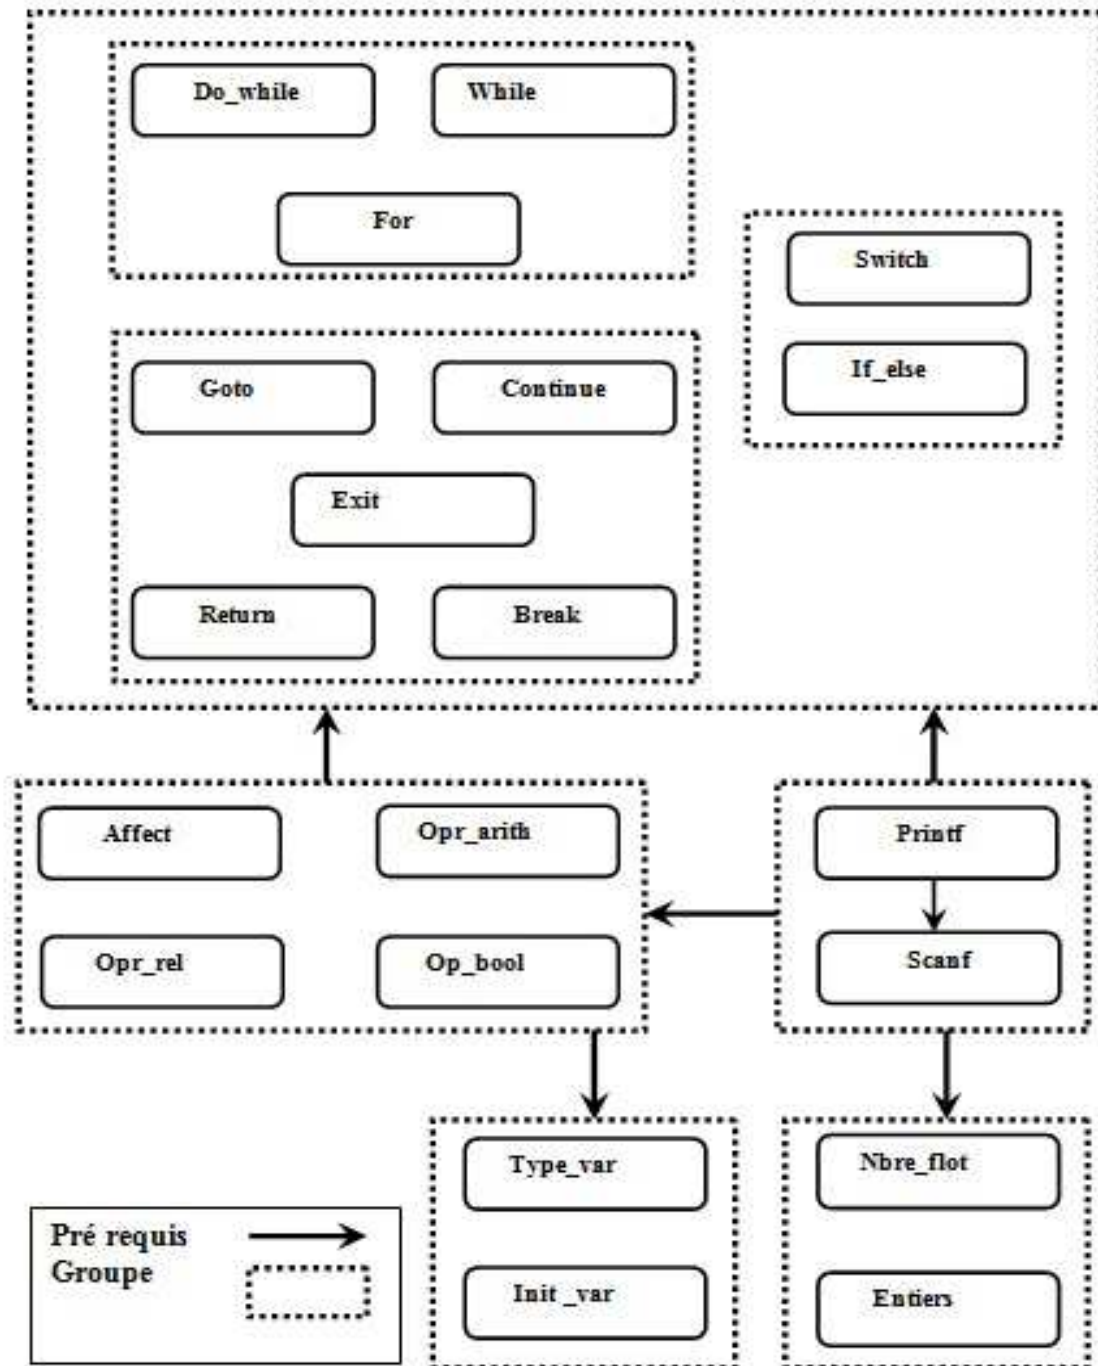 Do_while
While
For
Switch
If_else
Goto
Continue
Exit
Return
Break
Affect
Opr_arith
Printf
Opr_rel
Op_bool
Scanf
Type_var
Nbre_flot
Init _var
Entiers
Pré requis
Groupe